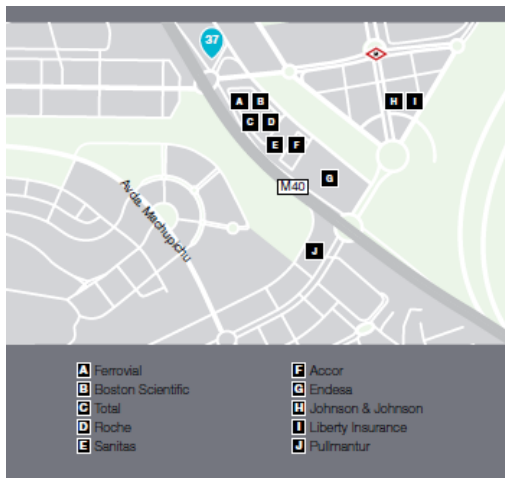 37
A B
H I
C D
E F
G
M40
Avda. Machupichu
J
A Ferrovial
B Boston Scientific
C Total
D Roche
E Sanitas
F Accor
G Endesa
H Johnson & Johnson
I Liberty Insurance
J Pullmantur